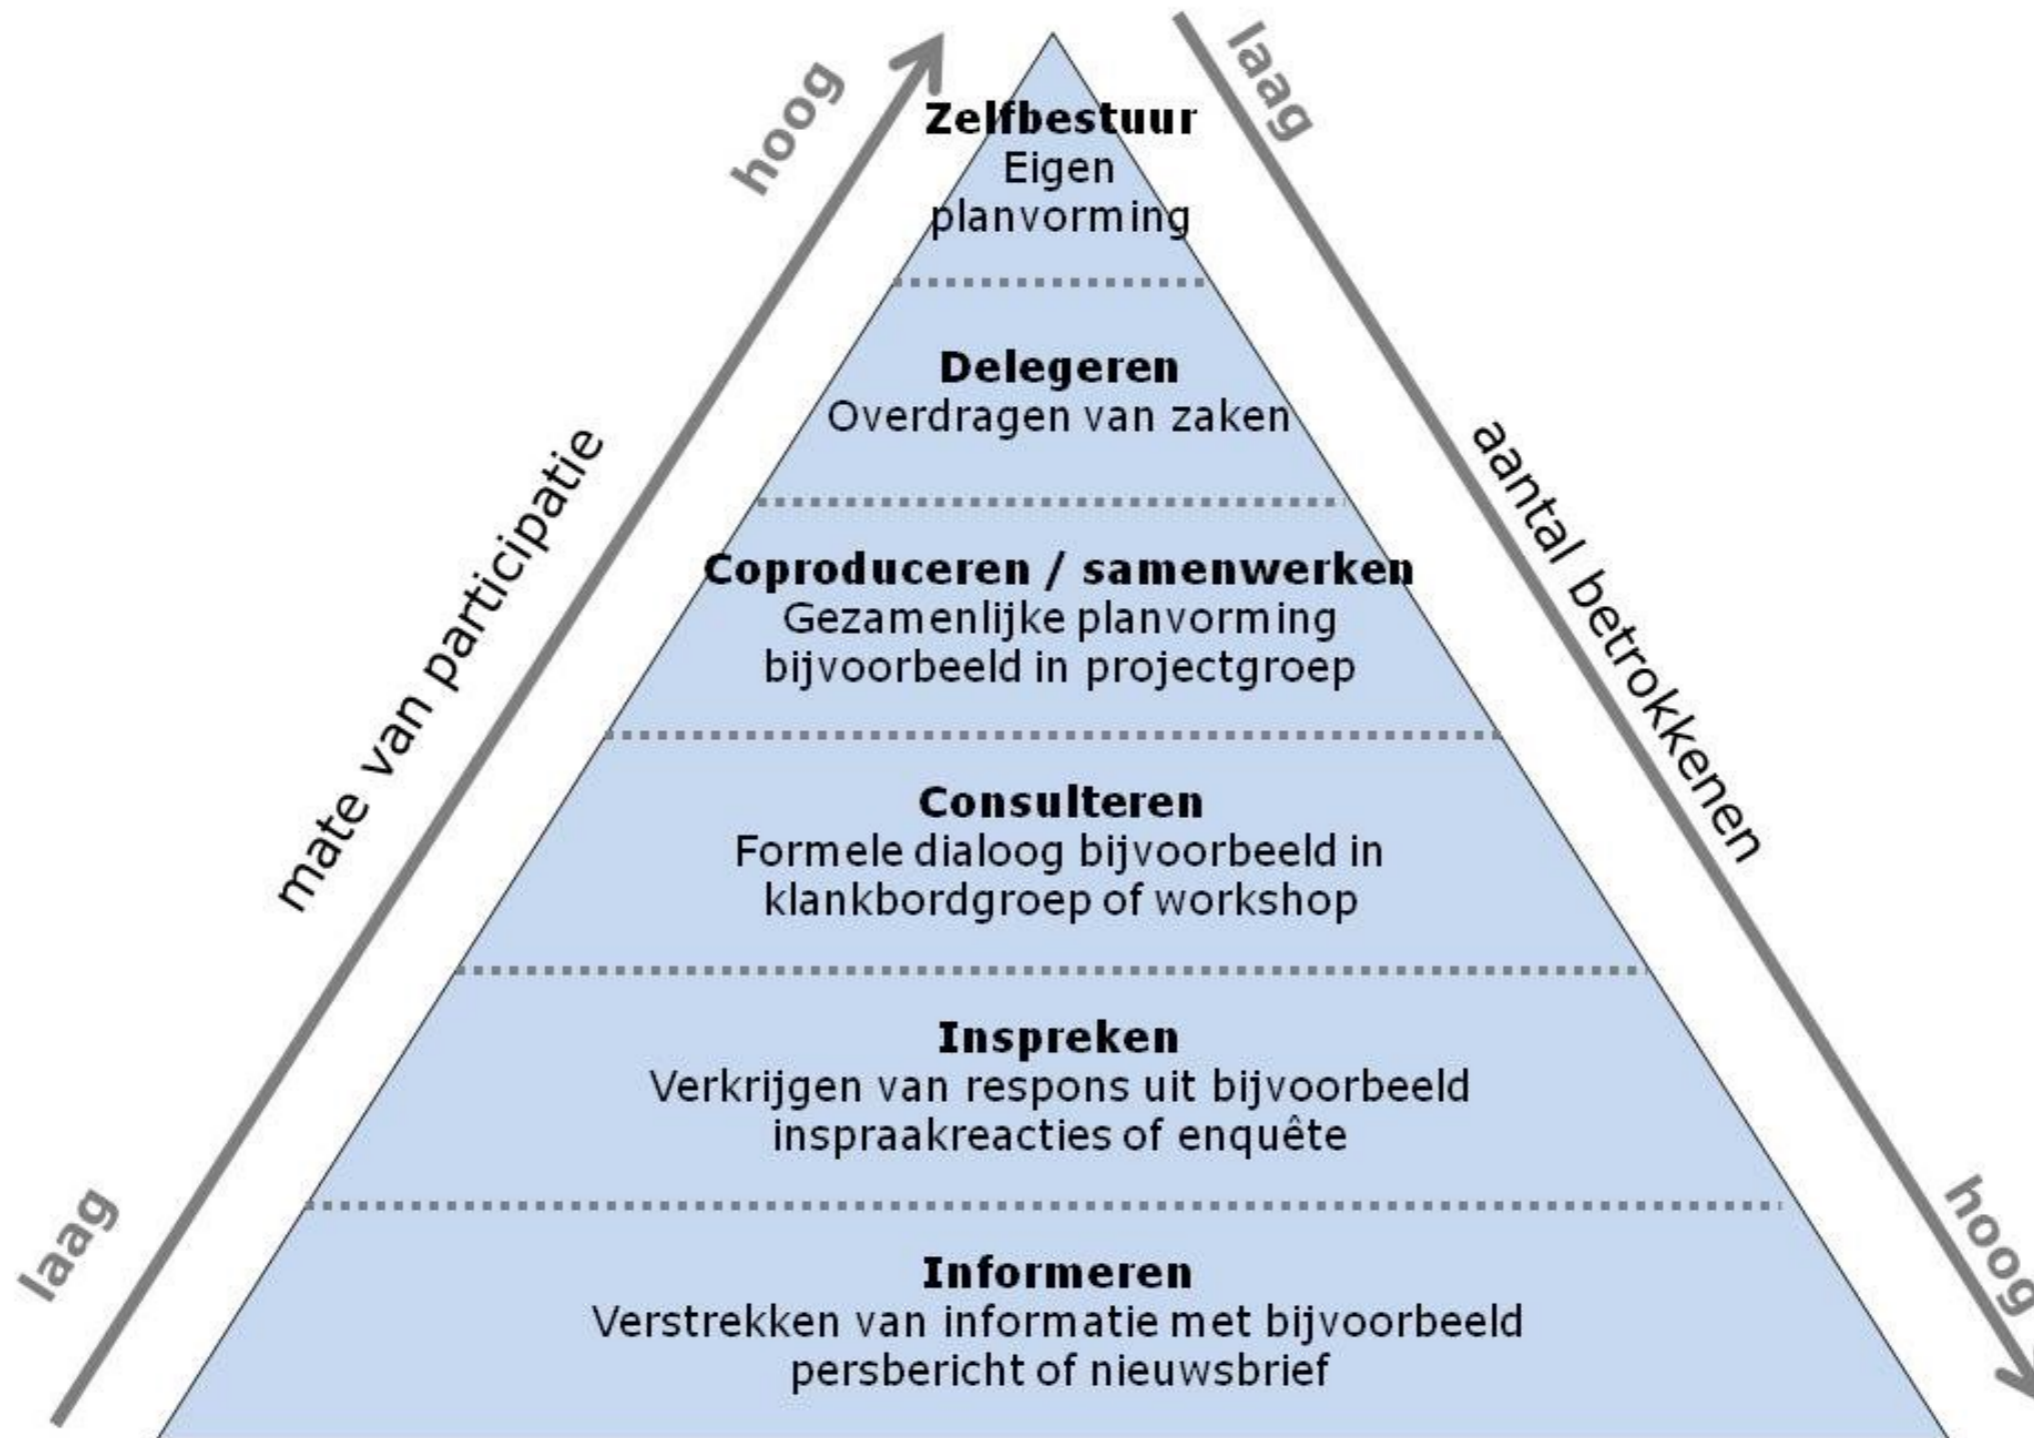 hoog
laag
Zelfbestuur
Eigen
planvorming
Delegeren
Overdragen van zaken
mate van participatie
aantal betrokkenen
Coproduceren / samenwerken
Gezamenlijke planvorming
bijvoorbeeld in projectgroep
Consulteren
Formele dialoog bijvoorbeeld in
klankbordgroep of workshop
Inspreken
Verkrijgen van respons uit bijvoorbeeld
inspraakreacties of enquête
laag
hoog
Informeren
Verstrekken van informatie met bijvoorbeeld
persbericht of nieuwsbrief